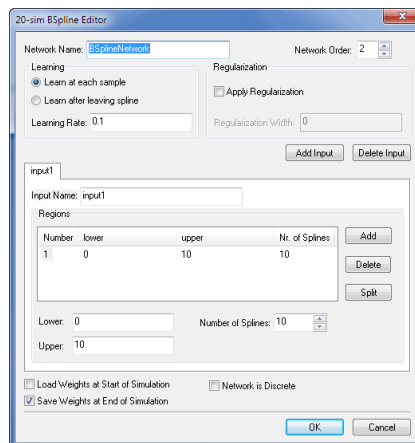 20-sim BSpline Editor
Network Name: BSplineNetwork Network Order: 2
Learning Regularization
Learn at each sample Apply Regularization
Learn after leaving spline
Learning Rate: 0.1 Regularization Width: 0
Add Input Delete Input
input1
Input Name: input1
Regions
Number lower upper Nr. of Splines Add
1 0 10 10
Delete
Split
Lower: 0 Number of Splines: 10
Upper: 10
Load Weights at Start of Simulation Network is Discrete
Save Weights at End of Simulation
OK Cancel